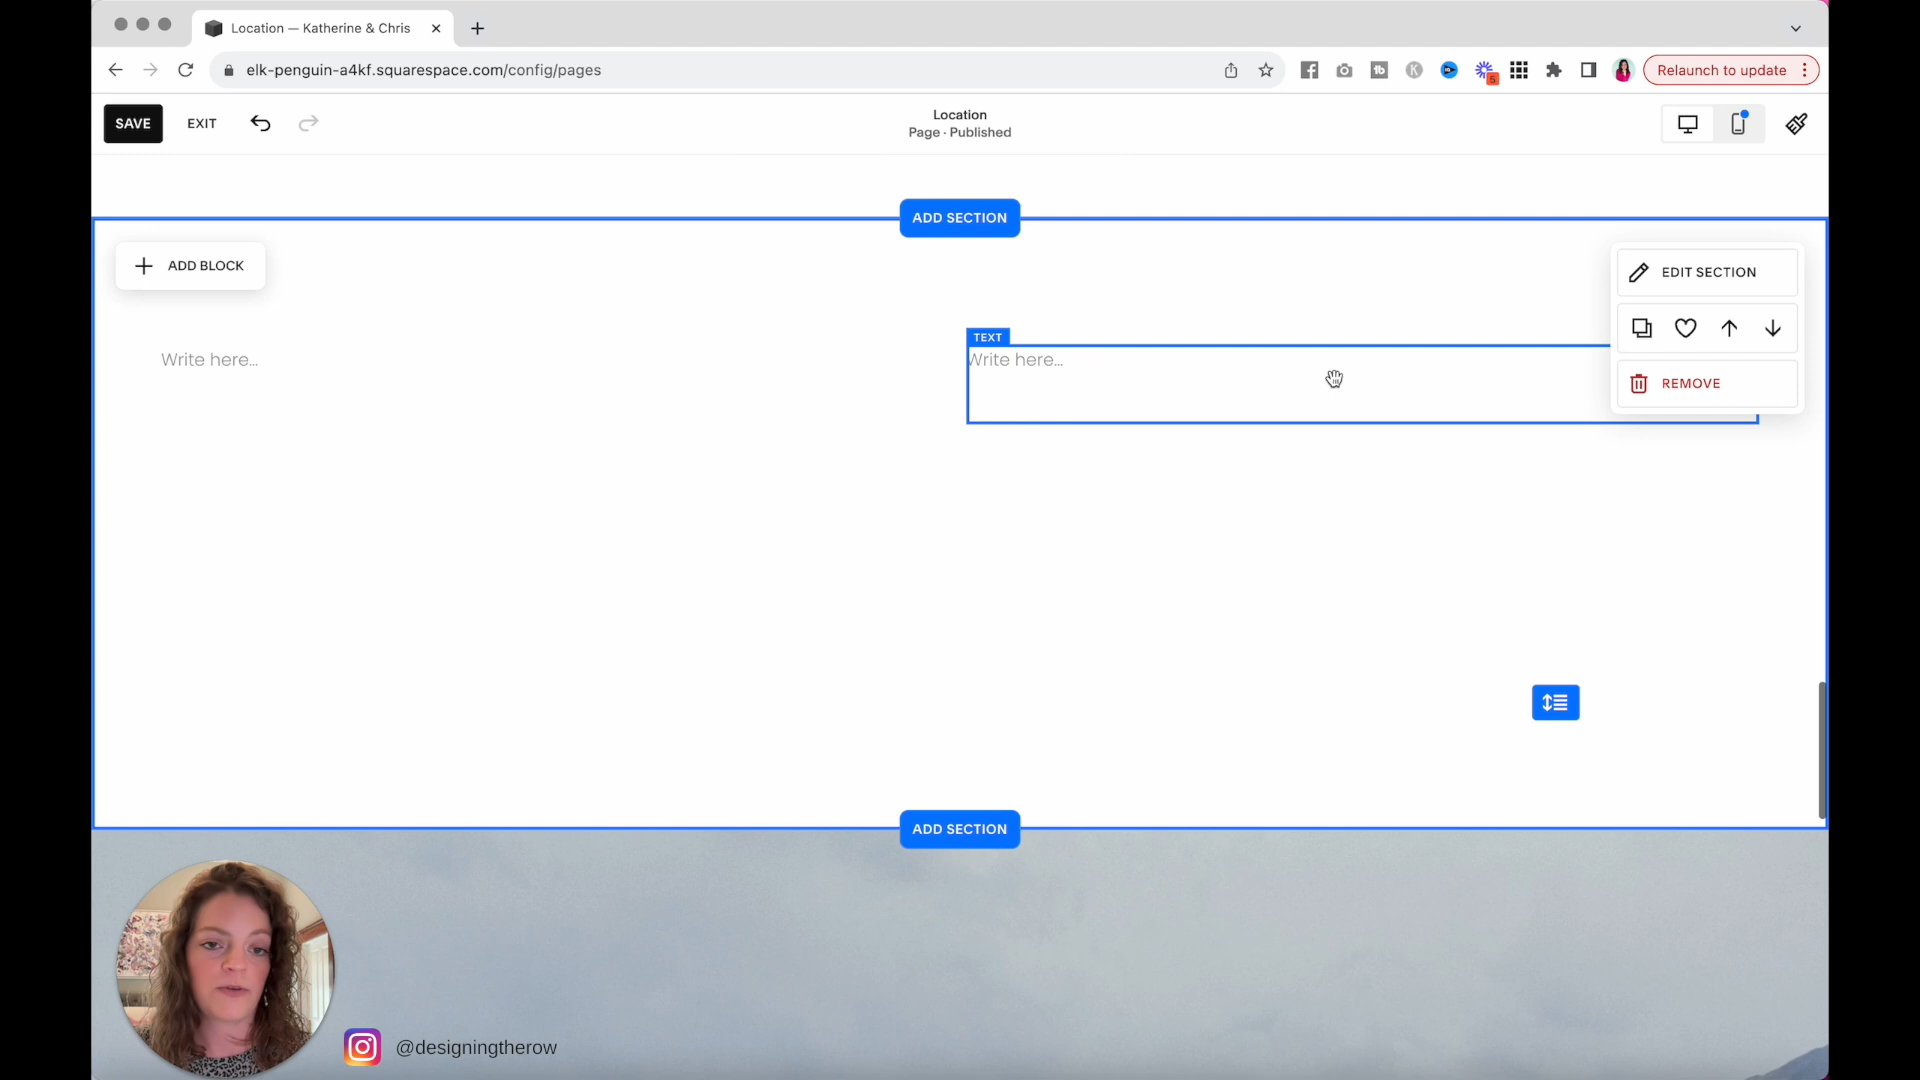 Location — Katherine & Chris
elk-penguin-a4kf.squarespace.com/config/pages
5
Relaunch to update
SAVE
EXIT
Location
Page · Published
ADD SECTION
ADD BLOCK
EDIT SECTION
TEXT
Write here...
Write here...
REMOVE
ADD SECTION
@designingtherow